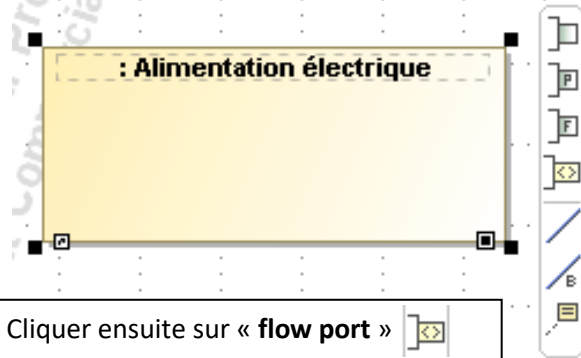 : Alimentation électrique
P
F
B
Cliquer ensuite sur « flow port »